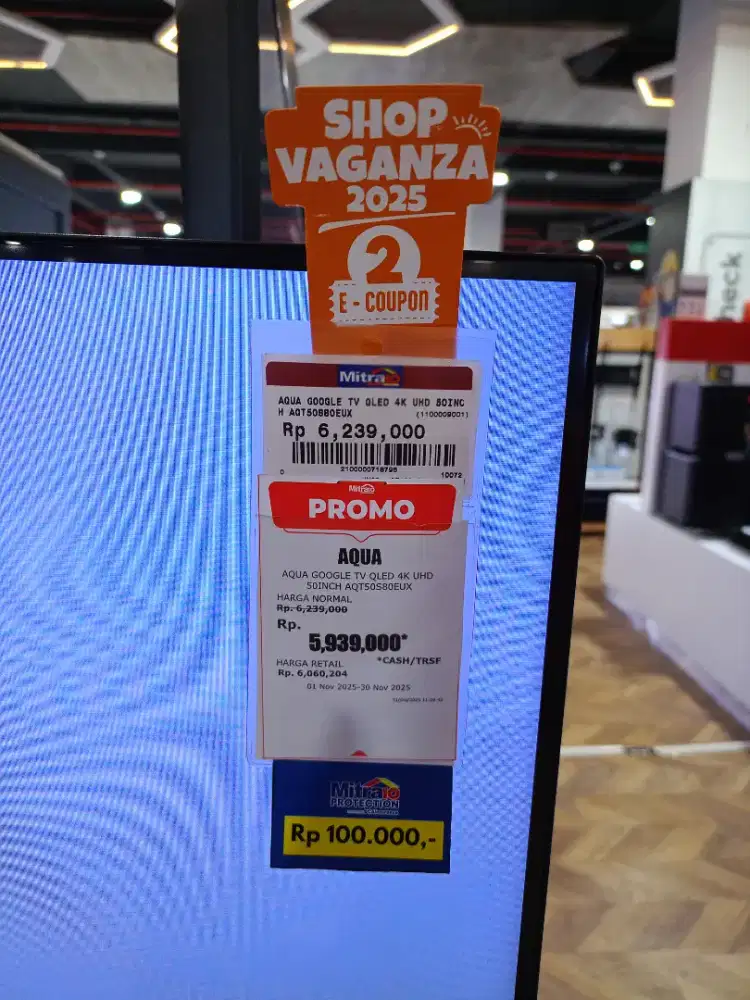 SHOP
VAGANZA
2025
2
E-COUPON
Mitra10
AQUA GOOGLE TV QLED 4K UHD 50INC
H AQT50S80EUX (1100009001)
Rp 6,239,000
10072
Mitra10
PROMO
AQUA
AQUA GOOGLE TV QLED 4K UHD
50INCH AQT50S80EUX
HARGA NORMAL
Rp. 6,239,000
Rp.
5,939,000*
*CASH/TRSF
HARGA RETAIL
Rp. 6,060,204
01 Nov 2025-30 Nov 2025
Mitra10
PROTECTION
Rp 100.000,-